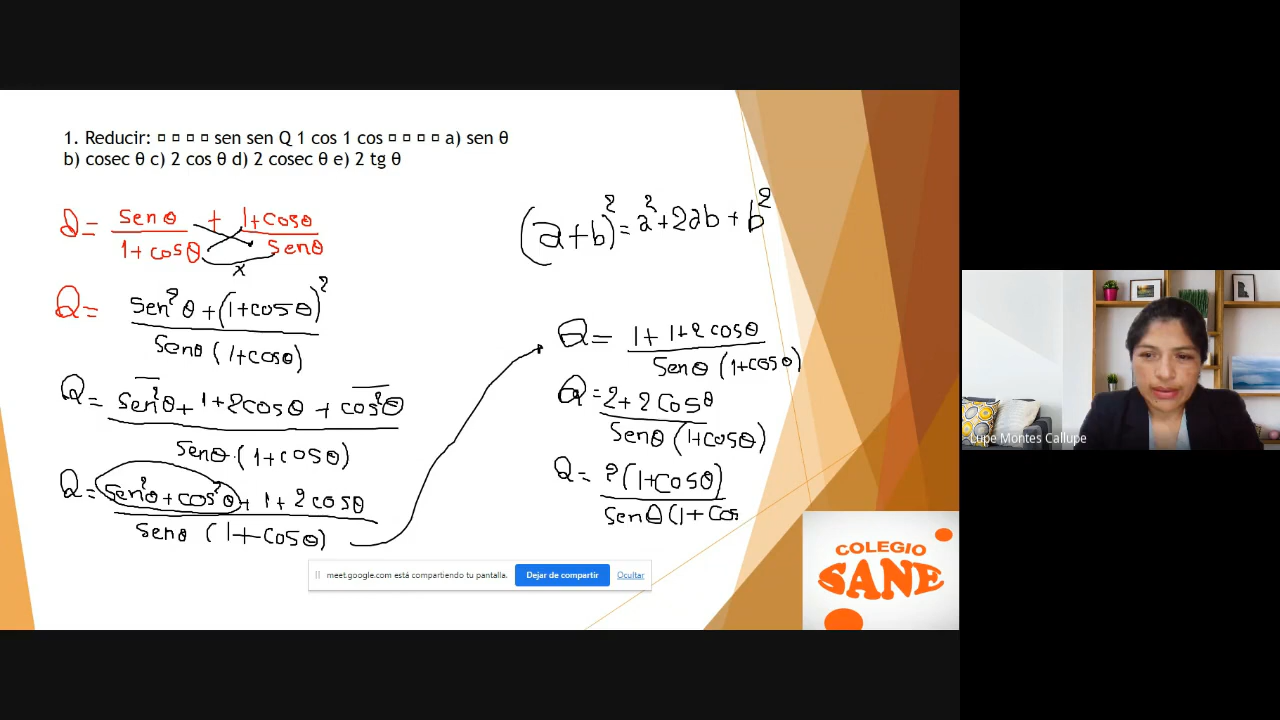 1. Reducir: □ □ □ □ sen sen Q 1 cos 1 cos □ □ □ □ a) sen θ
b) cosec θ c) 2 cos θ d) 2 cosec θ e) 2 tg θ
Q = senθ / 1+cosθ + 1+cosθ / senθ
x
Q = sen²θ + (1+cosθ)² / senθ (1+cosθ)
Q = sen²θ + 1+2cosθ + cos²θ / senθ·(1+cosθ)
Q = sen²θ + cos²θ + 1 + 2cosθ / senθ (1+cosθ)
(a+b)² = a² + 2ab + b²
Q = 1 + 1+2cosθ / senθ (1+cosθ)
Q = 2 + 2cosθ / senθ (1+cosθ)
Q = 2(1+cosθ) / senθ (1+cos
meet.google.com está compartiendo tu pantalla. Dejar de compartir Ocultar
COLEGIO
SANE
Lupe Montes Callupe